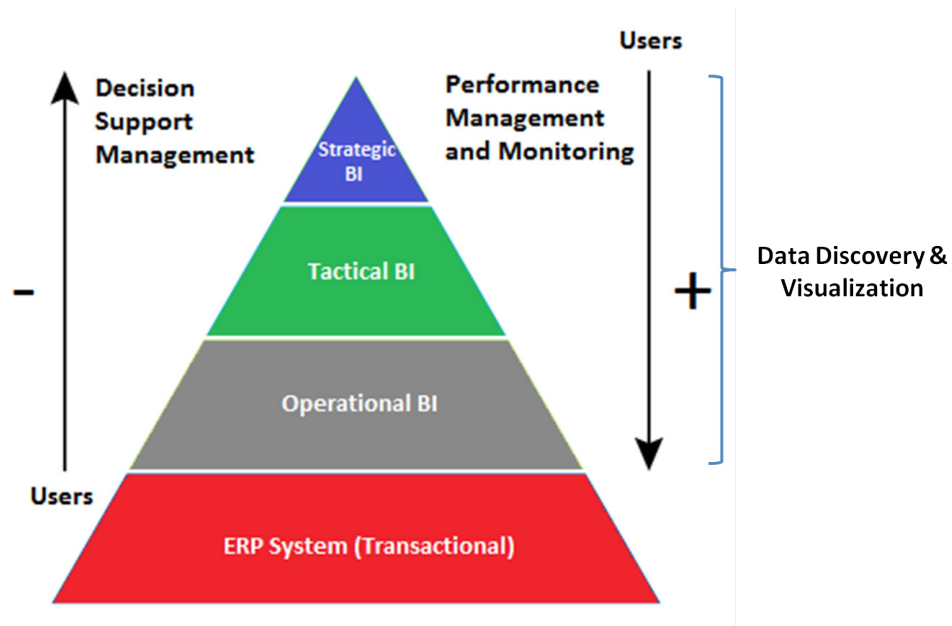 Users
Decision
Support
Management
Performance
Management
and Monitoring
Strategic
BI
Tactical BI
-
+
Data Discovery &
Visualization
Operational BI
Users
ERP System (Transactional)